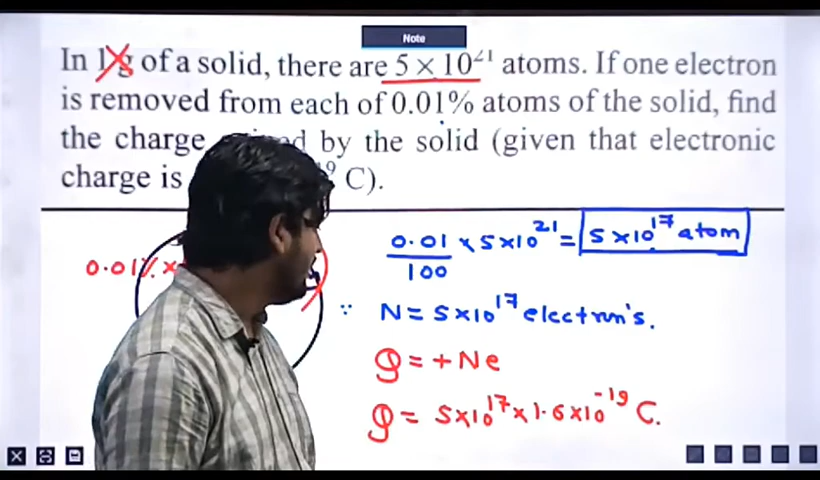 Note
In 1g of a solid, there are 5 × 10²¹ atoms. If one electron
is removed from each of 0.01% atoms of the solid, find
the charge by the solid (given that electronic
charge is ⁹ C).
0.01/100 × 5×10²¹ = 5×10¹⁷ atom
0.01% ×
∵ N = 5×10¹⁷ electron's.
Q = + Ne
Q = 5×10¹⁷ × 1.6×10⁻¹⁹ C.